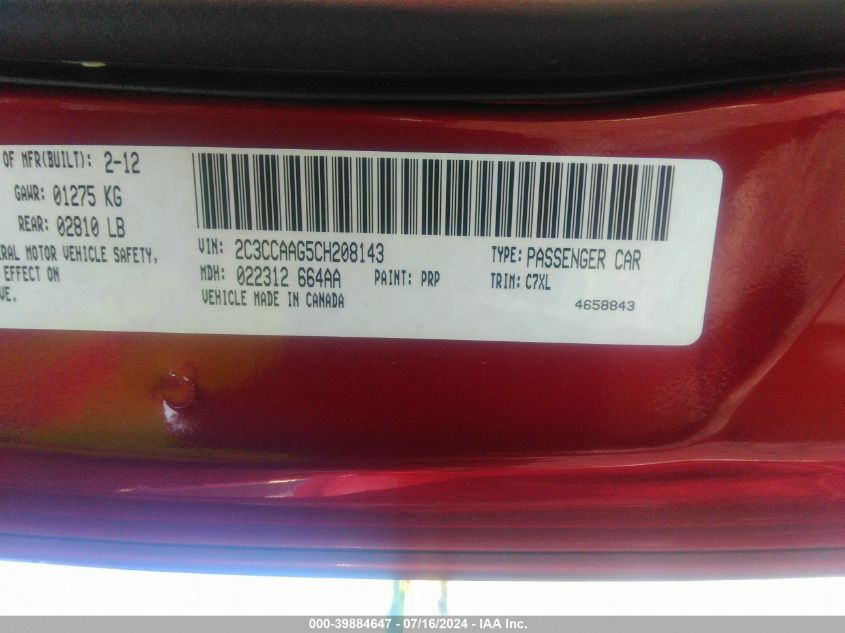 OF MFR(BUILT): 2-12
GAWR: 01275 KG
REAR: 02810 LB
MOTOR VEHICLE SAFETY,
EFFECT ON
VIN: 2C3CCAAG5CH208143
TYPE: PASSENGER CAR
MDH: 022312 664AA
PAINT: PRP
TRIM: C7XL
VEHICLE MADE IN CANADA
4658843
000-39884647 - 07/16/2024 - IAA Inc.